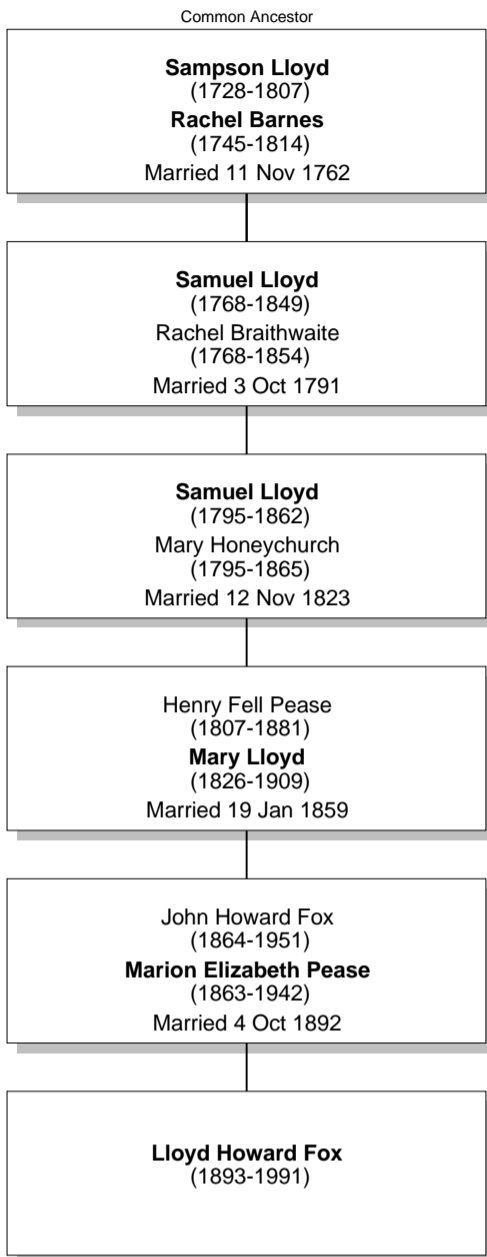 Common Ancestor
Sampson Lloyd
(1728-1807)
Rachel Barnes
(1745-1814)
Married 11 Nov 1762
Samuel Lloyd
(1768-1849)
Rachel Braithwaite
(1768-1854)
Married 3 Oct 1791
Samuel Lloyd
(1795-1862)
Mary Honeychurch
(1795-1865)
Married 12 Nov 1823
Henry Fell Pease
(1807-1881)
Mary Lloyd
(1826-1909)
Married 19 Jan 1859
John Howard Fox
(1864-1951)
Marion Elizabeth Pease
(1863-1942)
Married 4 Oct 1892
Lloyd Howard Fox
(1893-1991)